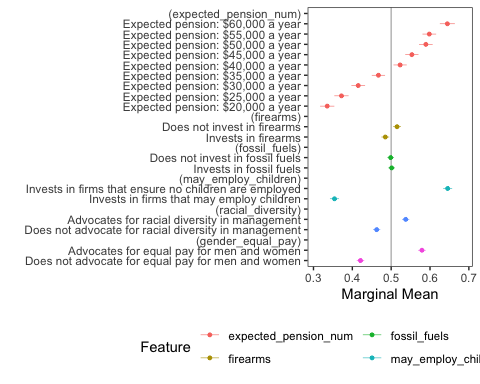 (expected_pension_num)
Expected pension: $60,000 a year
Expected pension: $55,000 a year
Expected pension: $50,000 a year
Expected pension: $45,000 a year
Expected pension: $40,000 a year
Expected pension: $35,000 a year
Expected pension: $30,000 a year
Expected pension: $25,000 a year
Expected pension: $20,000 a year
(firearms)
Does not invest in firearms
Invests in firearms
(fossil_fuels)
Does not invest in fossil fuels
Invests in fossil fuels
(may_employ_children)
Invests in firms that ensure no children are employed
Invests in firms that may employ children
(racial_diversity)
Advocates for racial diversity in management
Does not advocate for racial diversity in management
(gender_equal_pay)
Advocates for equal pay for men and women
Does not advocate for equal pay for men and women
0.3 0.4 0.5 0.6 0.7
Marginal Mean
Feature
expected_pension_num fossil_fuels
firearms may_employ_chil